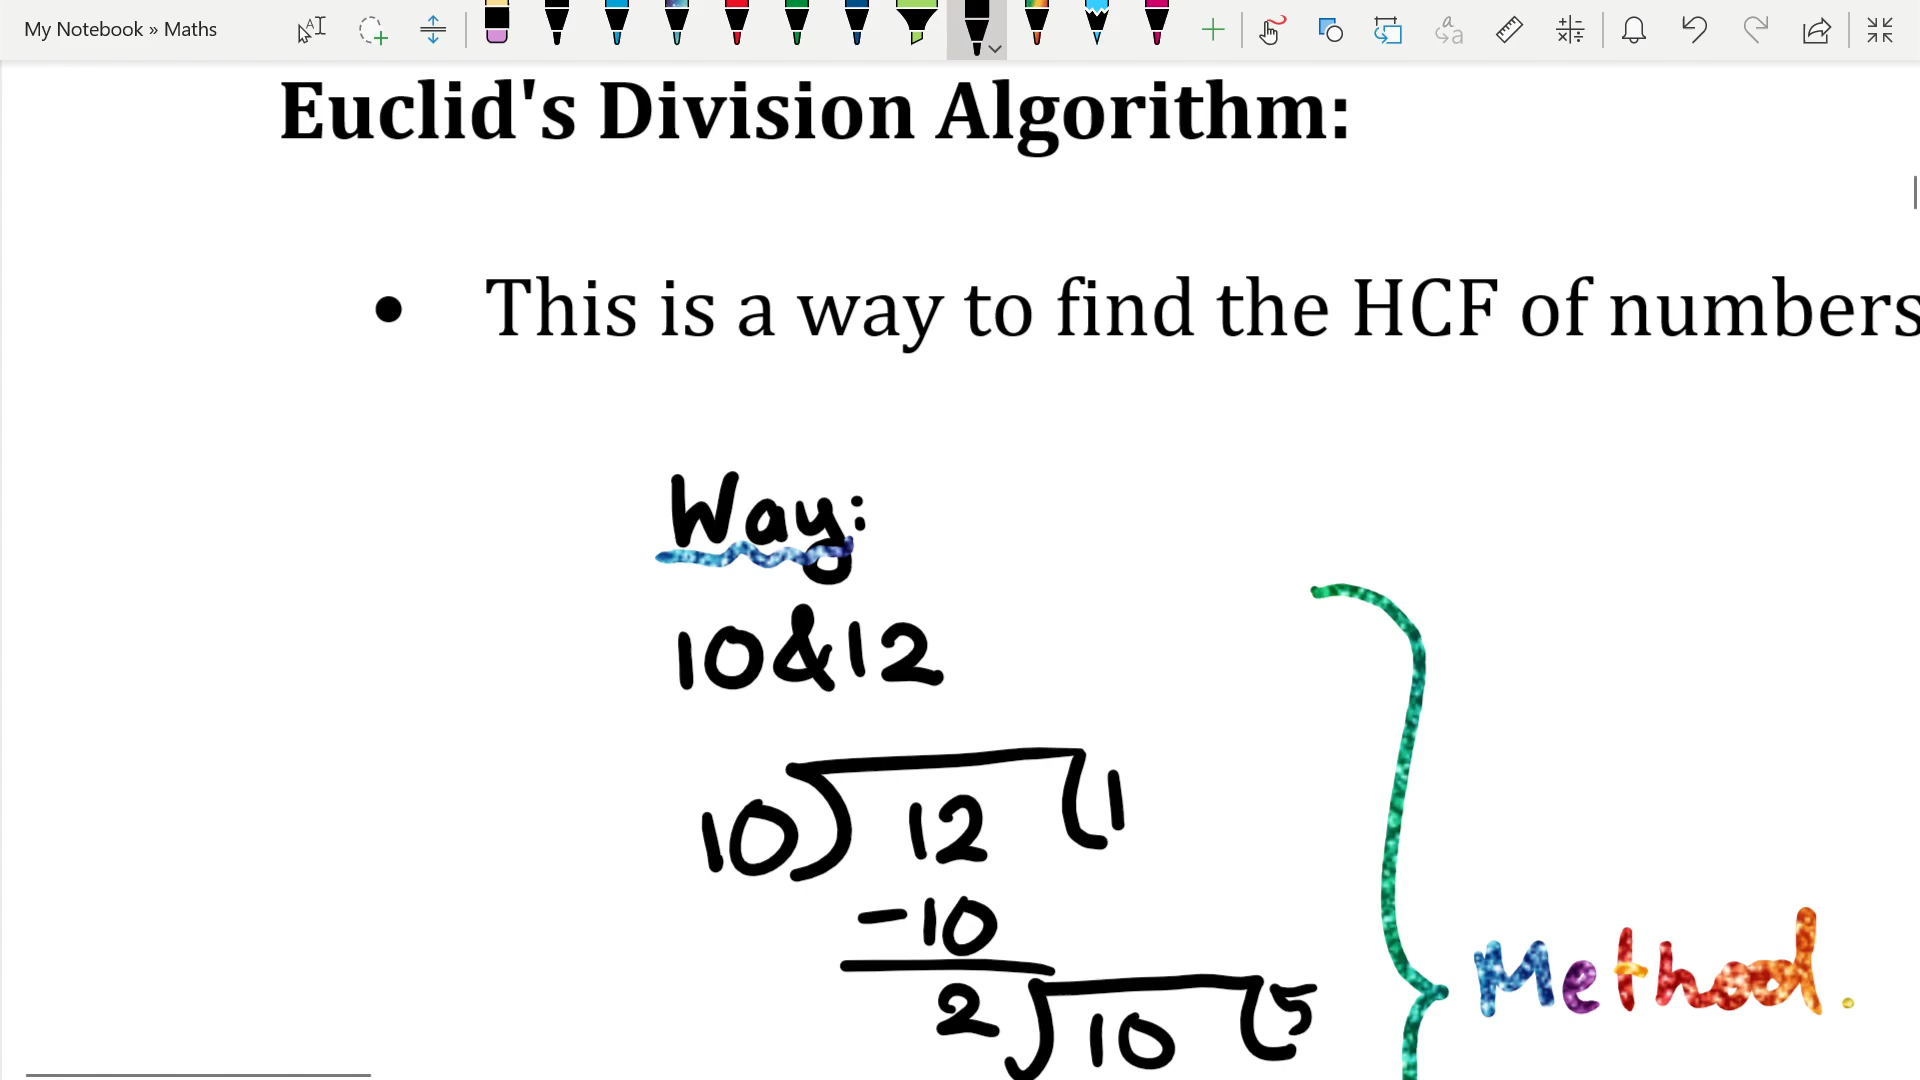 My Notebook » Maths
Euclid's Division Algorithm:
• This is a way to find the HCF of numbers
Way:
10&12
10) 12 (1
-10
2) 10 (5
Method.